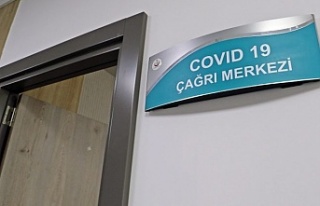 COVID 19
ÇAĞRI MERKEZİ